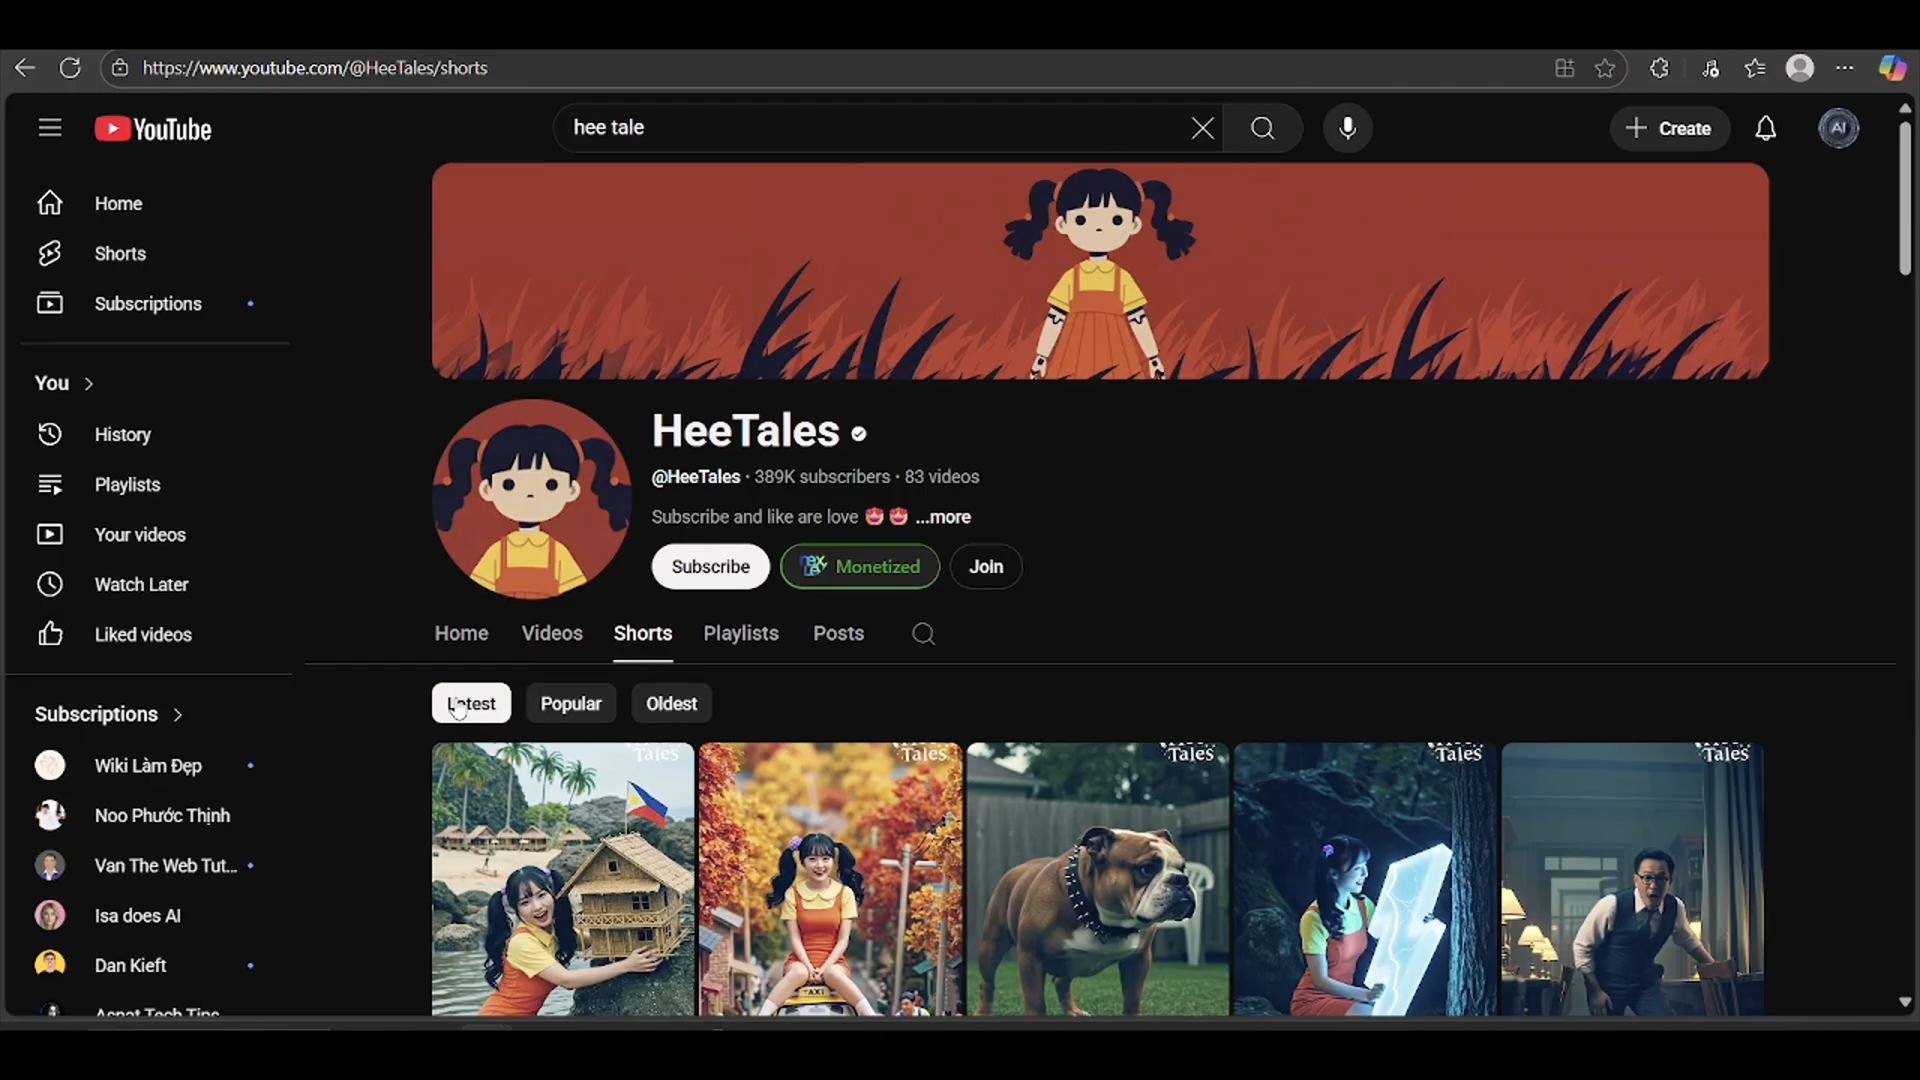 https://www.youtube.com/@HeeTales/shorts
YouTube
hee tale
Create
AI
Home
Shorts
Subscriptions
You
History
Playlists
Your videos
Watch Later
Liked videos
Subscriptions
Wiki Làm Đẹp
Noo Phước Thịnh
Van The Web Tut...
Isa does AI
Dan Kieft
HeeTales
@HeeTales · 389K subscribers · 83 videos
Subscribe and like are love 😍 😍 ...more
Subscribe
nexLev
Monetized
Join
Home
Videos
Shorts
Playlists
Posts
Latest
Popular
Oldest
Tales
Tales
Tales
Tales
Tales
TAXI